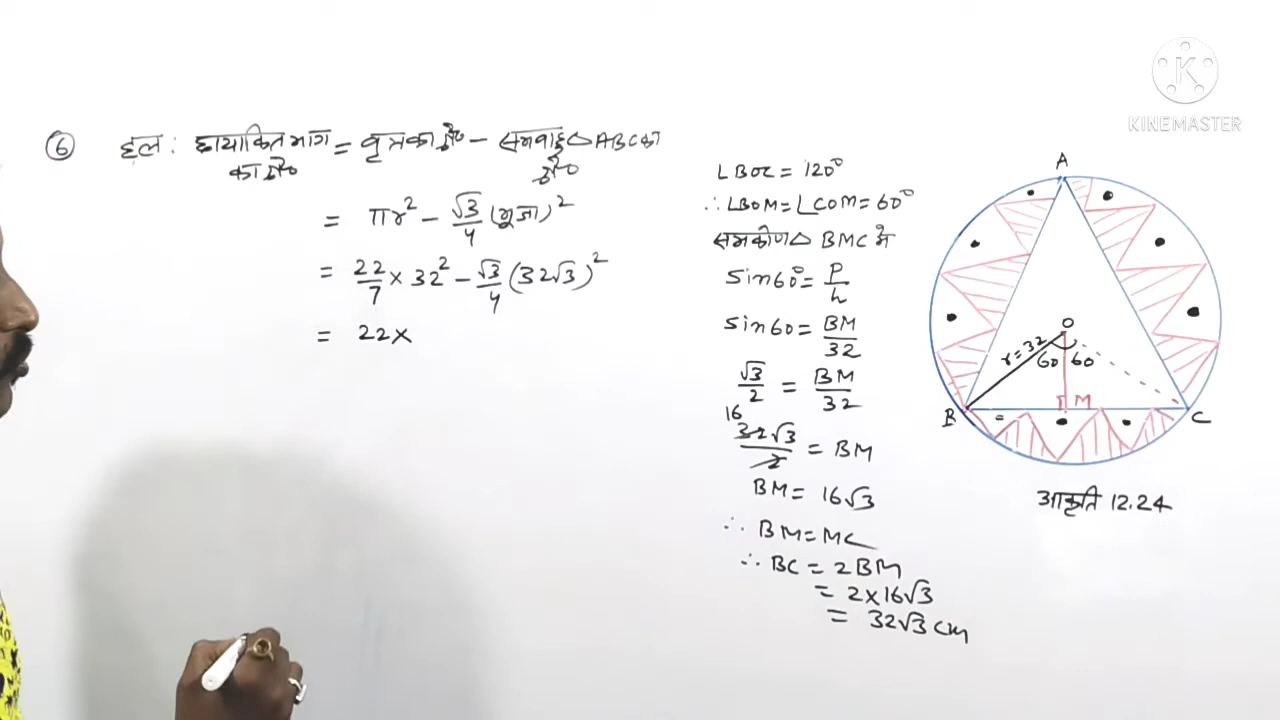 ⑥ हल : छायांकित भाग का क्षे० = वृत्त का क्षे० − समबाहु △ ABC का क्षे०
= πr² − √3/4 (भूजा)²
= 22/7 × 32² − √3/4 (32√3)²
= 22×
∠BOC = 120°
∴ ∠BOM = ∠COM = 60°
समकोण △ BMC में
Sin60° = P/h
Sin60 = BM/32
√3/2 = BM/32
16
32√3/2 = BM
BM = 16√3
∴ BM = MC
∴ BC = 2BM
= 2×16√3
= 32√3 cm
KINEMASTER
A
O
r=32
60 60
B M C
आकृति 12.24